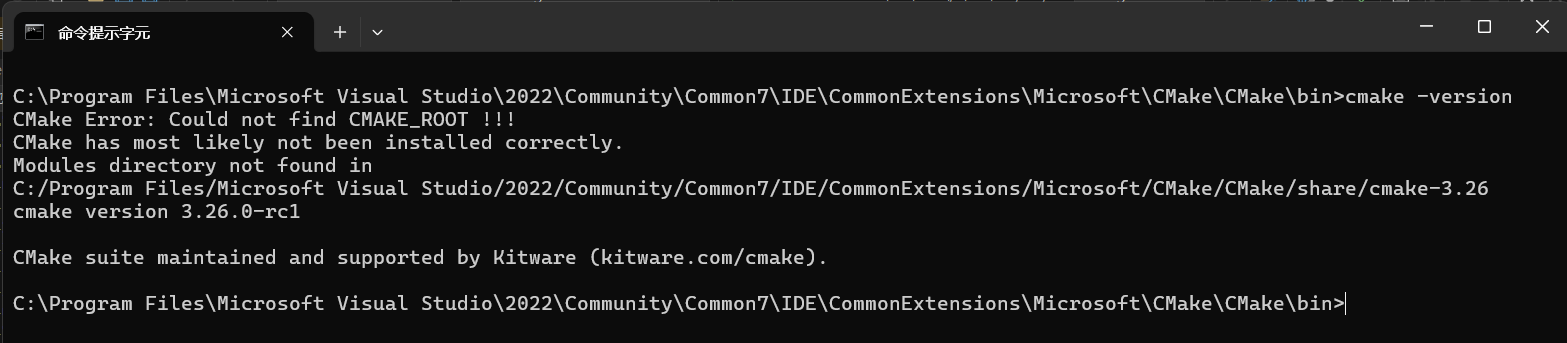 命令提示字元
C:\Program Files\Microsoft Visual Studio\2022\Community\Common7\IDE\CommonExtensions\Microsoft\CMake\CMake\bin>cmake -version
CMake Error: Could not find CMAKE_ROOT !!!
CMake has most likely not been installed correctly.
Modules directory not found in
C:/Program Files/Microsoft Visual Studio/2022/Community/Common7/IDE/CommonExtensions/Microsoft/CMake/CMake/share/cmake-3.26
cmake version 3.26.0-rc1
CMake suite maintained and supported by Kitware (kitware.com/cmake).
C:\Program Files\Microsoft Visual Studio\2022\Community\Common7\IDE\CommonExtensions\Microsoft\CMake\CMake\bin>